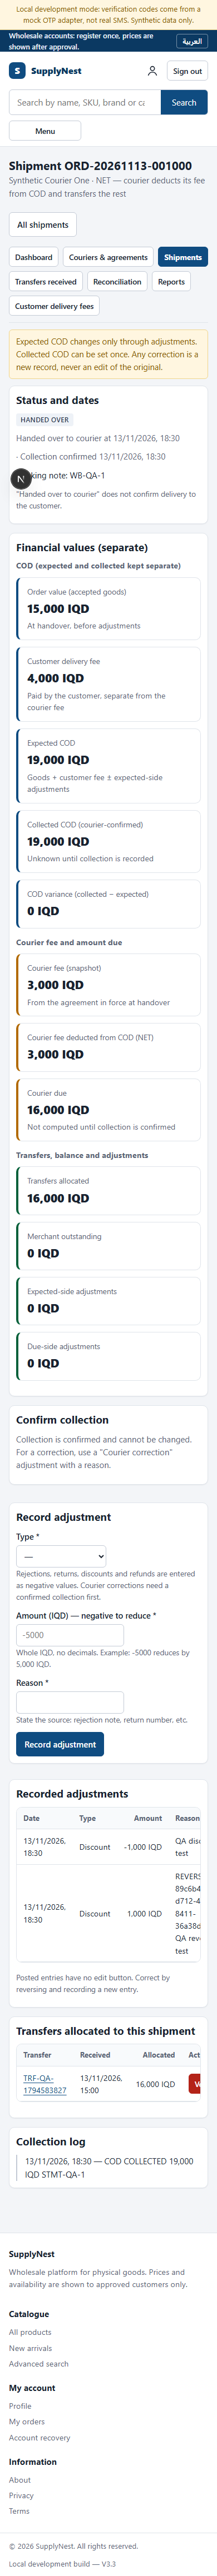 Local development mode: verification codes come from a
mock OTP adapter, not real SMS. Synthetic data only.
Wholesale accounts: register once, prices are
shown after approval.
العربية
S SupplyNest
Sign out
Search by name, SKU, brand or ca
Search
Menu
Shipment ORD-20261113-001000
Synthetic Courier One · NET — courier deducts its fee
from COD and transfers the rest
All shipments
Dashboard
Couriers & agreements
Shipments
Transfers received
Reconciliation
Reports
Customer delivery fees
Expected COD changes only through adjustments.
Collected COD can be set once. Any correction is a
new record, never an edit of the original.
Status and dates
HANDED OVER
Handed over to courier at 13/11/2026, 18:30
· Collection confirmed 13/11/2026, 18:30
N
king note: WB-QA-1
"Handed over to courier" does not confirm delivery to
the customer.
Financial values (separate)
COD (expected and collected kept separate)
Order value (accepted goods)
15,000 IQD
At handover, before adjustments
Customer delivery fee
4,000 IQD
Paid by the customer, separate from the
courier fee
Expected COD
19,000 IQD
Goods + customer fee ± expected-side
adjustments
Collected COD (courier-confirmed)
19,000 IQD
Unknown until collection is recorded
COD variance (collected − expected)
0 IQD
Courier fee and amount due
Courier fee (snapshot)
3,000 IQD
From the agreement in force at handover
Courier fee deducted from COD (NET)
3,000 IQD
Courier due
16,000 IQD
Not computed until collection is confirmed
Transfers, balance and adjustments
Transfers allocated
16,000 IQD
Merchant outstanding
0 IQD
Expected-side adjustments
0 IQD
Due-side adjustments
0 IQD
Confirm collection
Collection is confirmed and cannot be changed.
For a correction, use a "Courier correction"
adjustment with a reason.
Record adjustment
Type *
—
Rejections, returns, discounts and refunds are entered
as negative values. Courier corrections need a
confirmed collection first.
Amount (IQD) — negative to reduce *
-5000
Whole IQD, no decimals. Example: -5000 reduces by
5,000 IQD.
Reason *
State the source: rejection note, return number, etc.
Record adjustment
Recorded adjustments
Date Type Amount Reason
13/11/2026, 18:30 Discount -1,000 IQD QA disc test
13/11/2026, 18:30 Discount 1,000 IQD REVERS 89c6b4 d712-4 8411- 36a38d QA reve test
Posted entries have no edit button. Correct by
reversing and recording a new entry.
Transfers allocated to this shipment
Transfer Received Allocated Act
TRF-QA-1794583827 13/11/2026, 15:00 16,000 IQD
Collection log
13/11/2026, 18:30 — COD COLLECTED 19,000
IQD STMT-QA-1
SupplyNest
Wholesale platform for physical goods. Prices and
availability are shown to approved customers only.
Catalogue
All products
New arrivals
Advanced search
My account
Profile
My orders
Account recovery
Information
About
Privacy
Terms
© 2026 SupplyNest. All rights reserved.
Local development build — V3.3